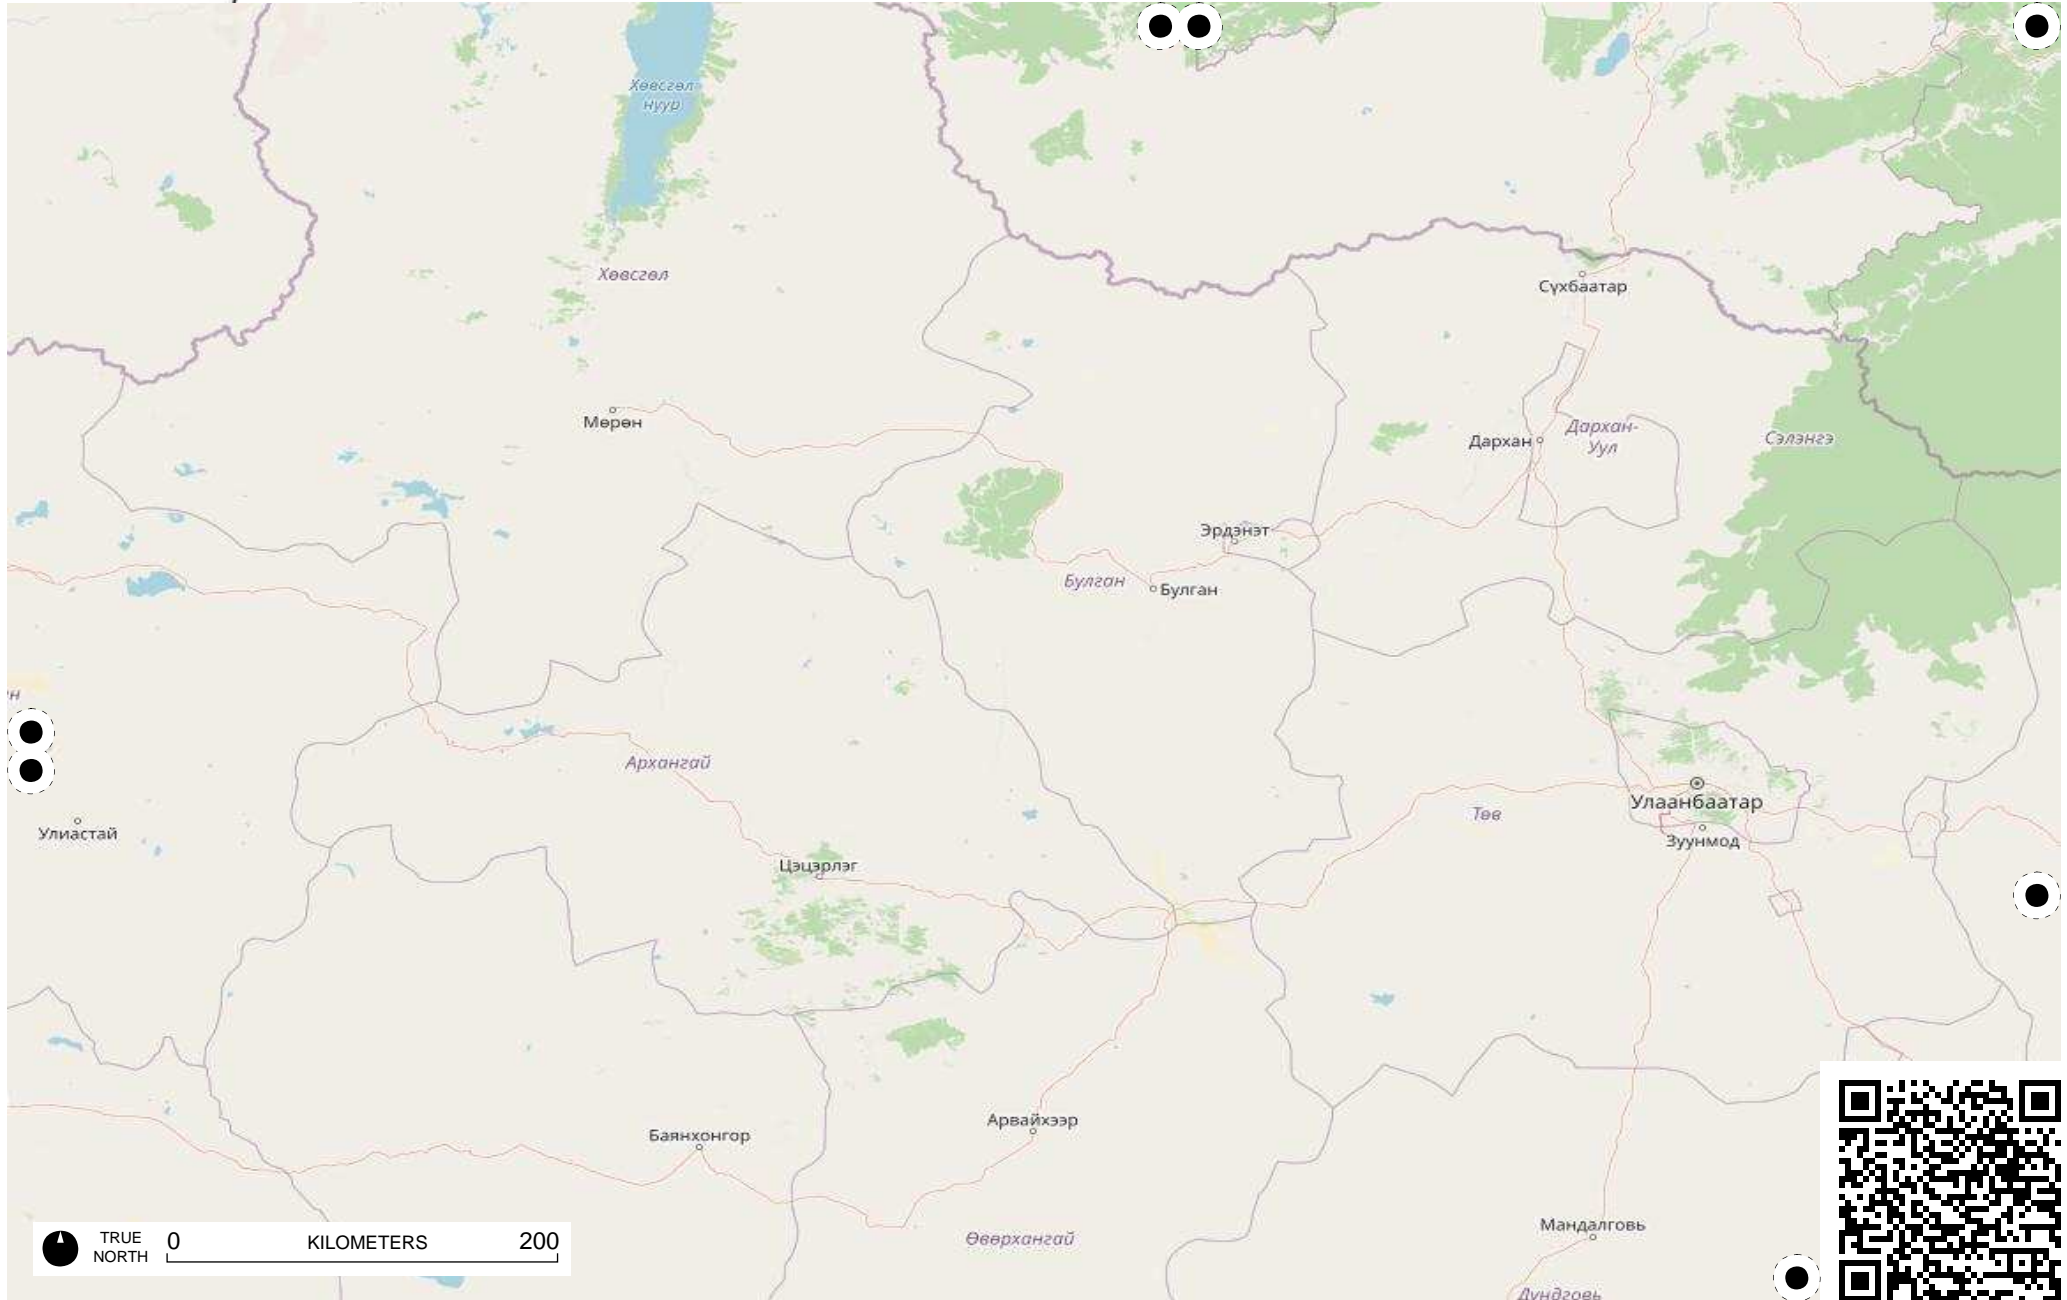 Хөвсгөл
нуур
Хөвсгөл
Сүхбаатар
Мөрөн
Дархан
Дархан-
Уул
Сэлэнгэ
Эрдэнэт
Булган
Булган
н
Архангай
Улиастай
Төв
Улаанбаатар
Зуунмод
Цэцэрлэг
Баянхонгор
Арвайхээр
Өвөрхангай
Мандалговь
Дундговь
TRUE
NORTH
0 KILOMETERS 200